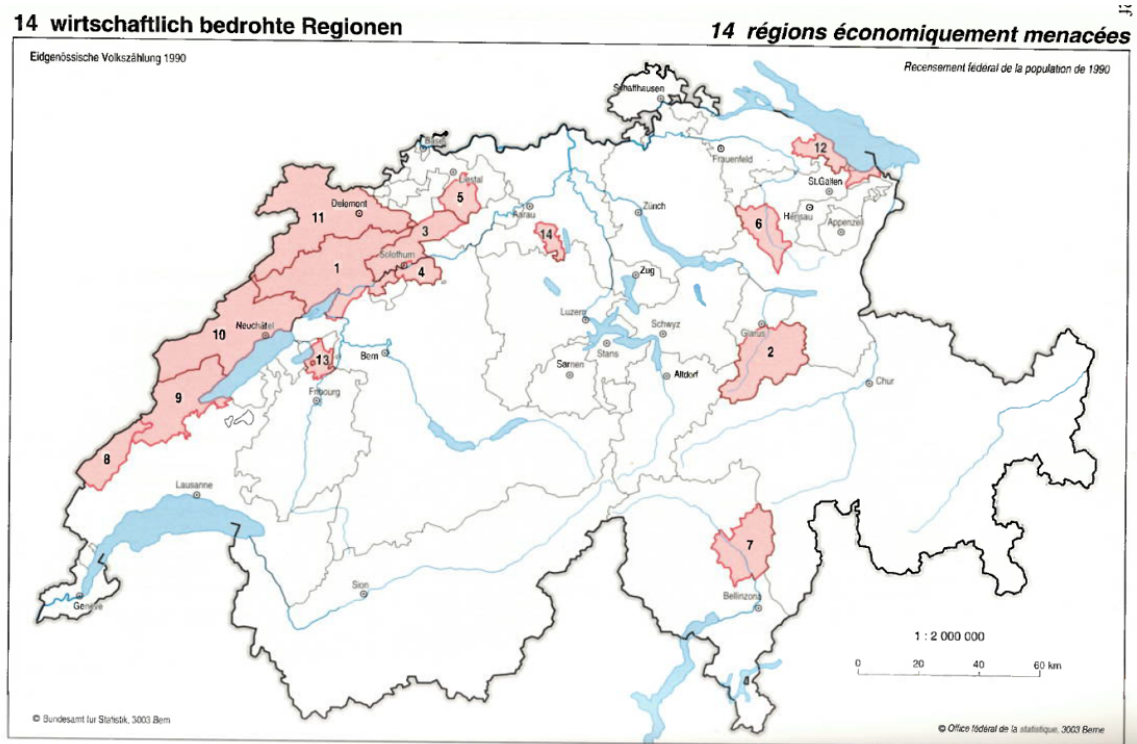 14 wirtschaftlich bedrohte Regionen
14 régions économiquement menacées
Eidgenössische Volkszählung 1990
Recensement fédéral de la population de 1990
Schaffhausen
Basel
Liestal
Frauenfeld
12
St.Gallen
Delemont
11
5
Aarau
Zürich
6
Herisau
Appenzell
3
14
Solothurn
4
1
Zug
10
Neuchâtel
Luzern
Schwyz
Glarus
2
13
Bern
Stans
Sarnen
Altdorf
Chur
9
Fribourg
8
Lausanne
7
Sion
Bellinzona
Genève
1 : 2 000 000
0 20 40 60 km
© Bundesamt für Statistik, 3003 Bern
© Office fédéral de la statistique, 3003 Berne